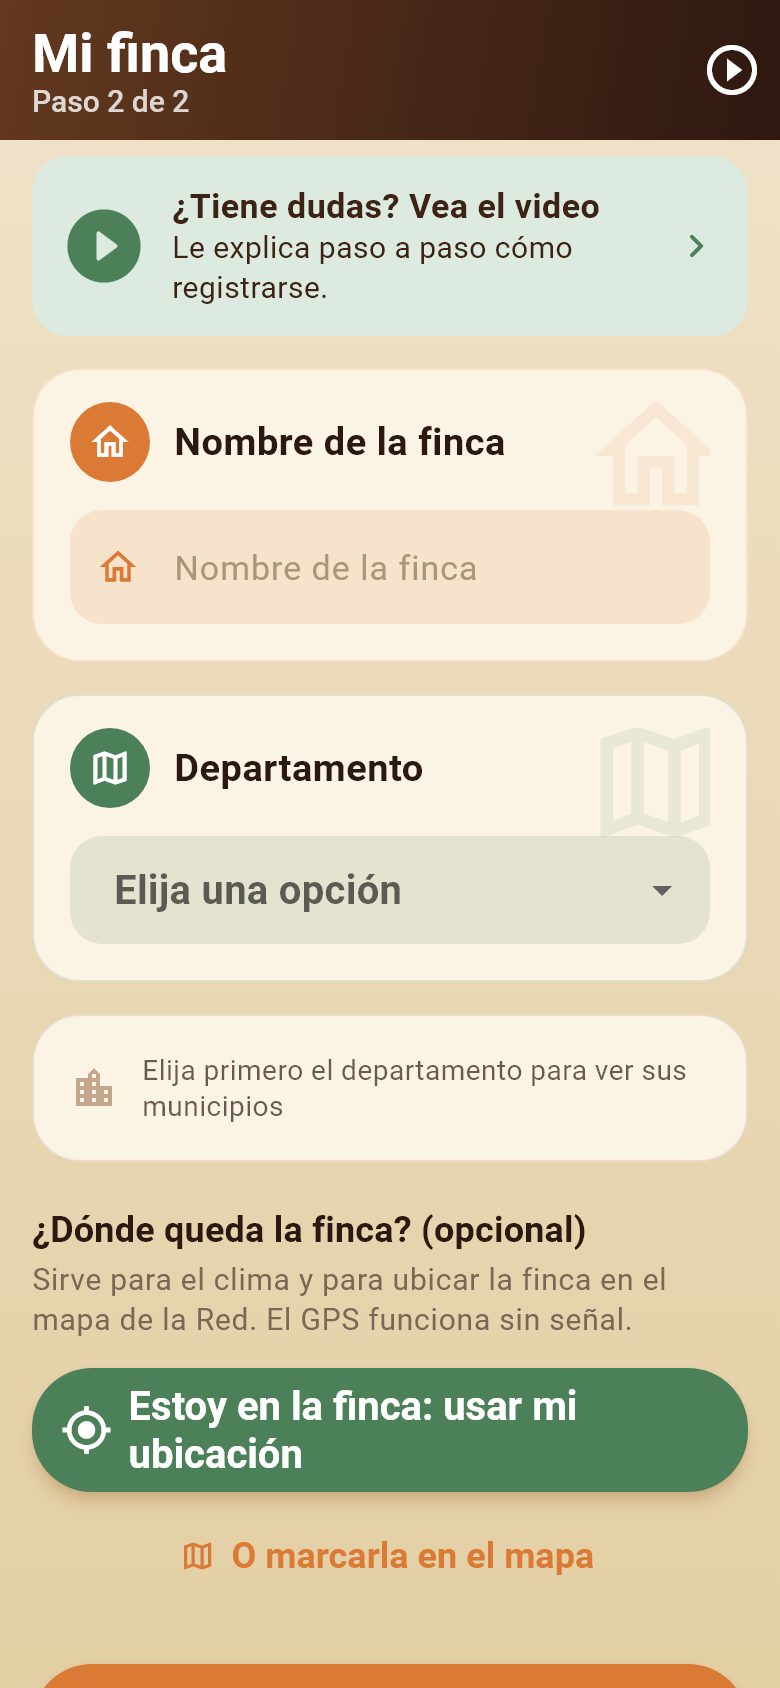 Mi finca
Paso 2 de 2
¿Tiene dudas? Vea el video
Le explica paso a paso cómo
registrarse.
Nombre de la finca
Nombre de la finca
Departamento
Elija una opción
Elija primero el departamento para ver sus
municipios
¿Dónde queda la finca? (opcional)
Sirve para el clima y para ubicar la finca en el
mapa de la Red. El GPS funciona sin señal.
Estoy en la finca: usar mi
ubicación
O marcarla en el mapa